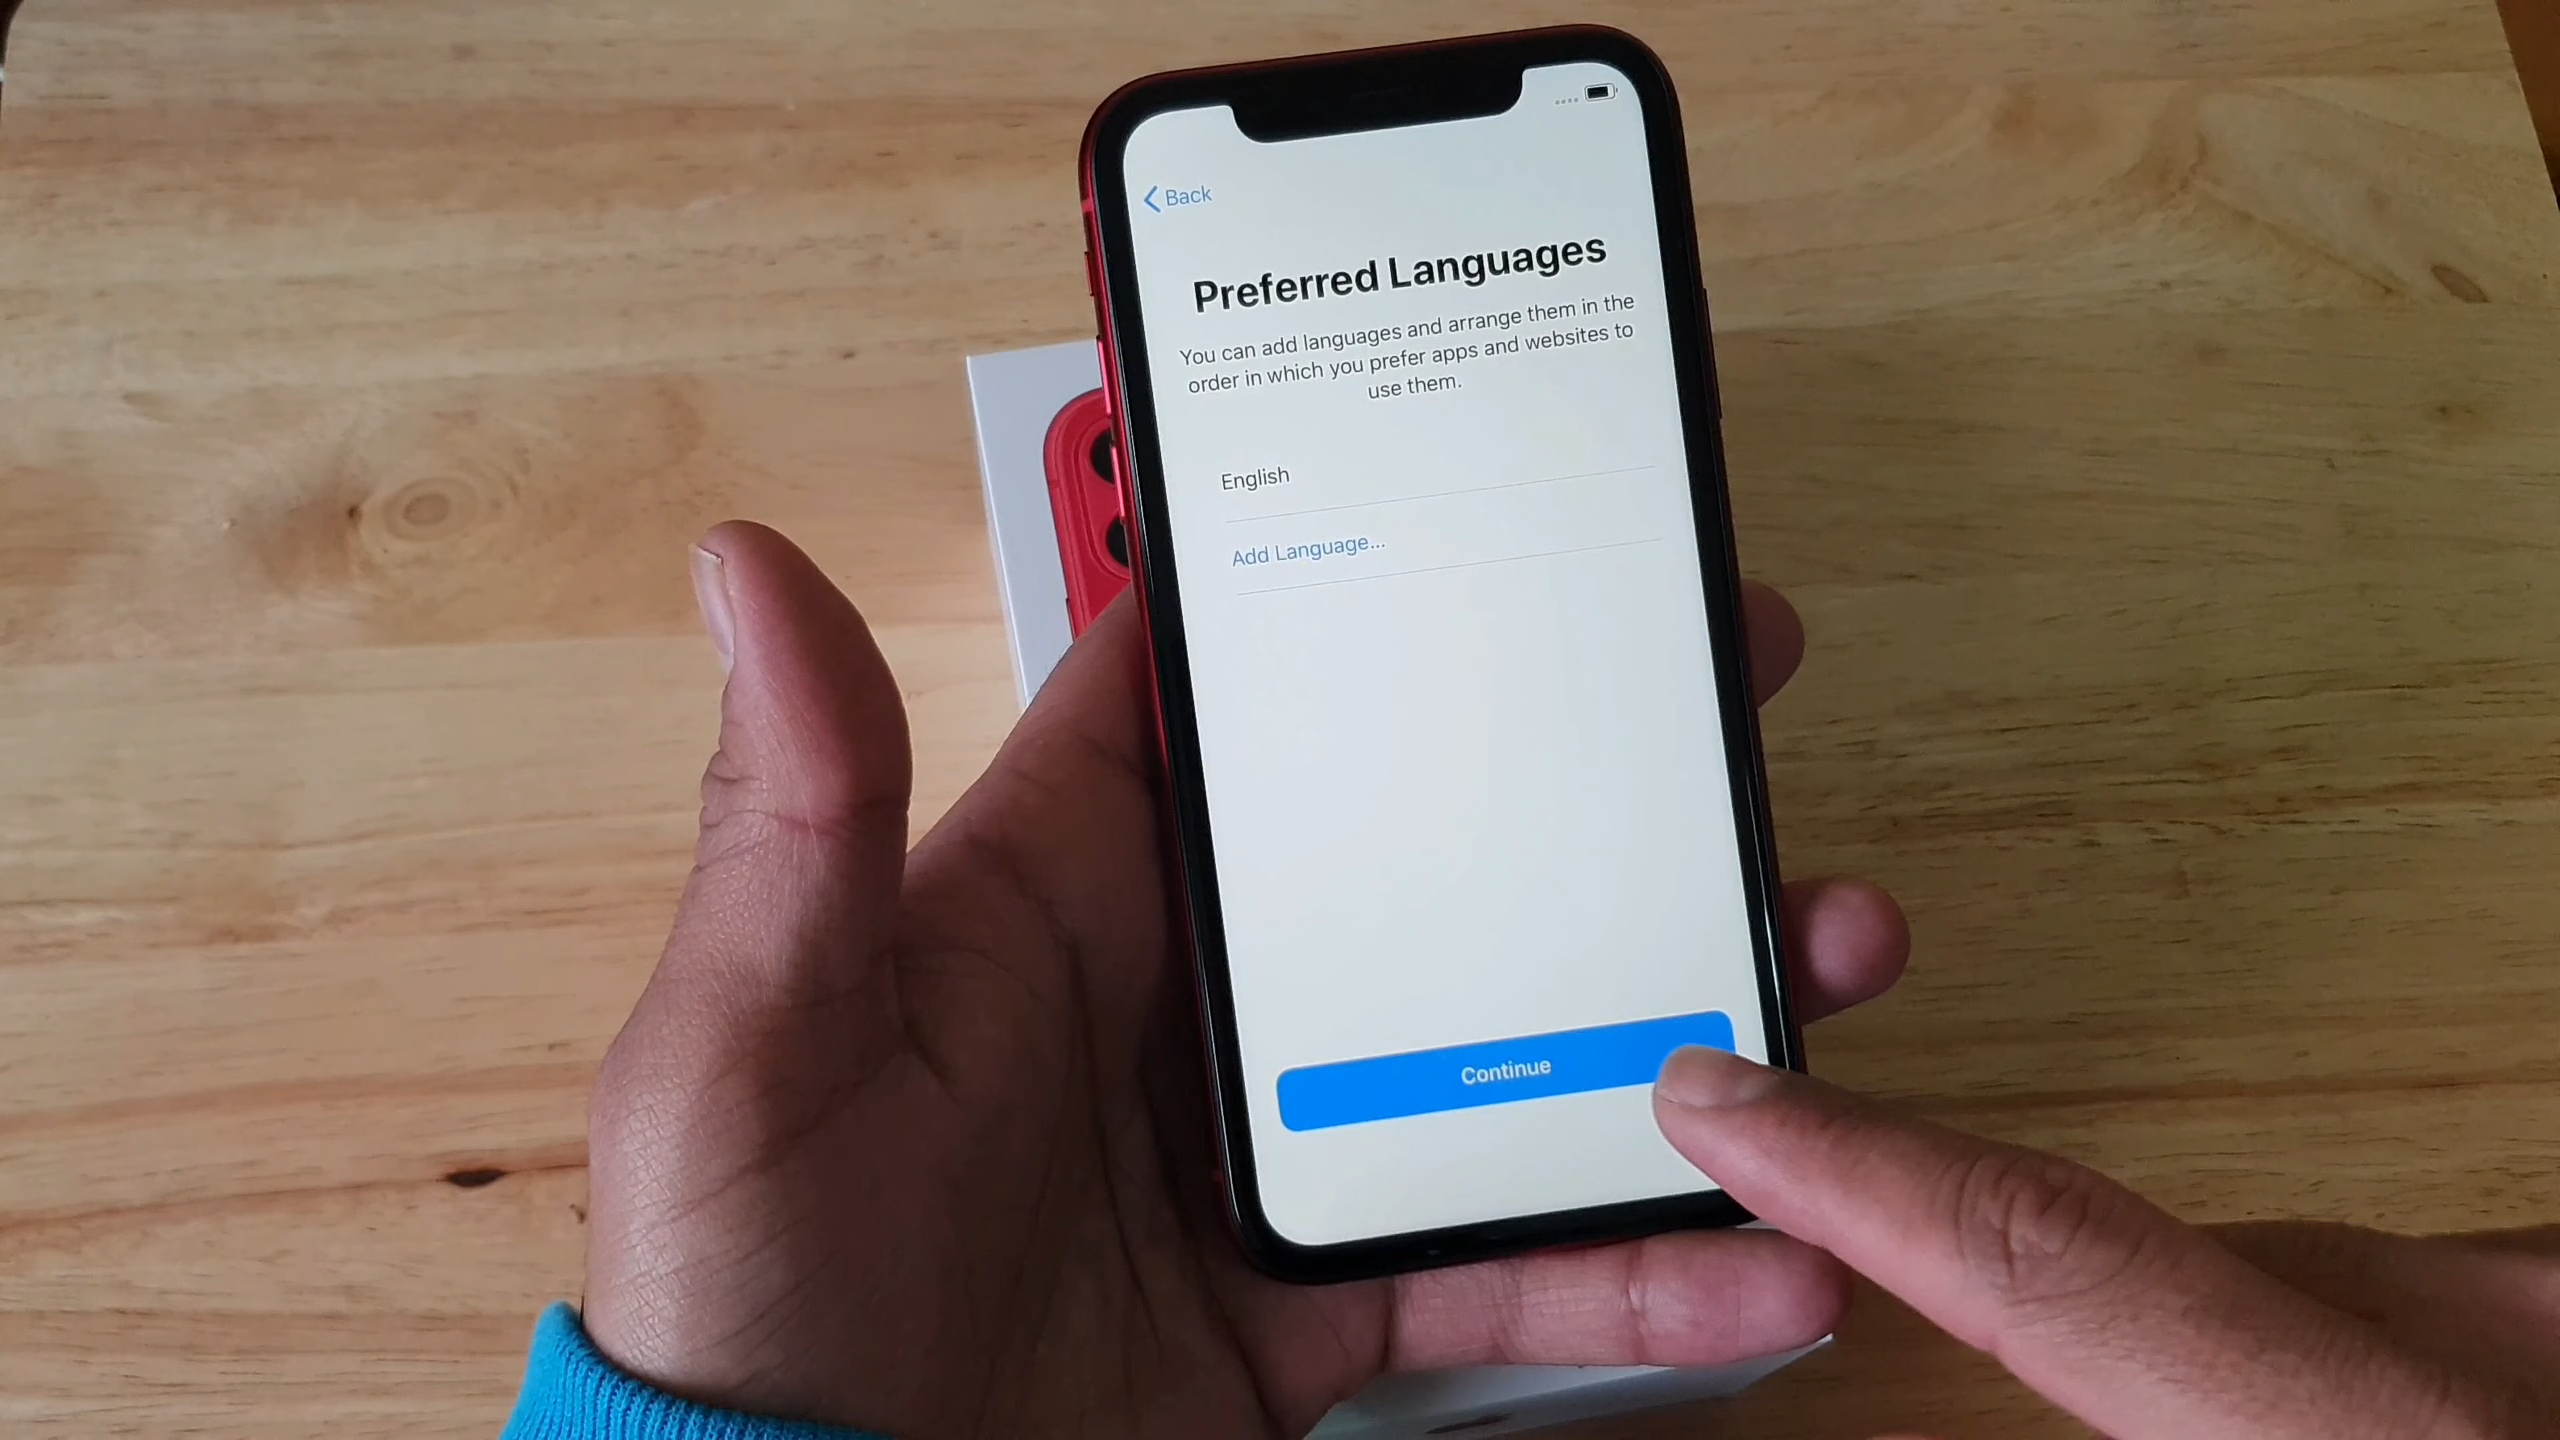 Back
Preferred Languages
You can add languages and arrange them in the
order in which you prefer apps and websites to
use them.
English
Add Language...
Continue